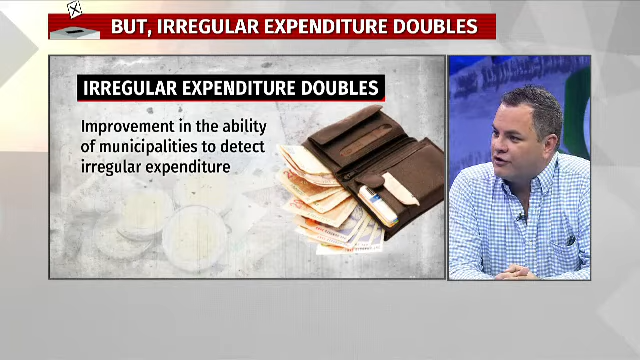 BUT, IRREGULAR EXPENDITURE DOUBLES
IRREGULAR EXPENDITURE DOUBLES
Improvement in the ability
of municipalities to detect
irregular expenditure